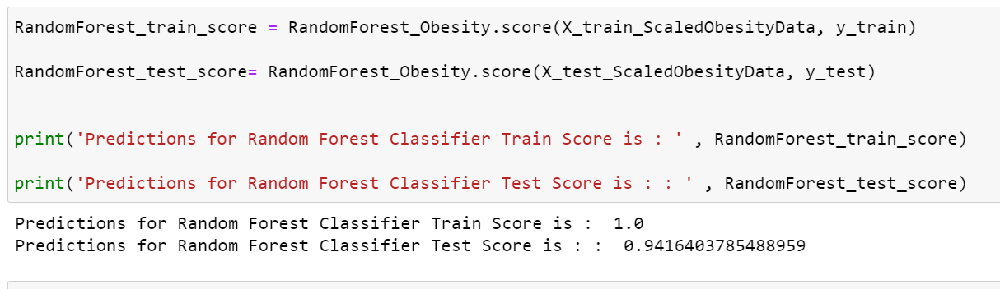 RandomForest_train_score = RandomForest_Obesity.score(X_train_ScaledObesityData, y_train)
RandomForest_test_score= RandomForest_Obesity.score(X_test_ScaledObesityData, y_test)
print('Predictions for Random Forest Classifier Train Score is : ' , RandomForest_train_score)
print('Predictions for Random Forest Classifier Test Score is : : ' , RandomForest_test_score)
Predictions for Random Forest Classifier Train Score is :  1.0
Predictions for Random Forest Classifier Test Score is : :  0.9416403785488959